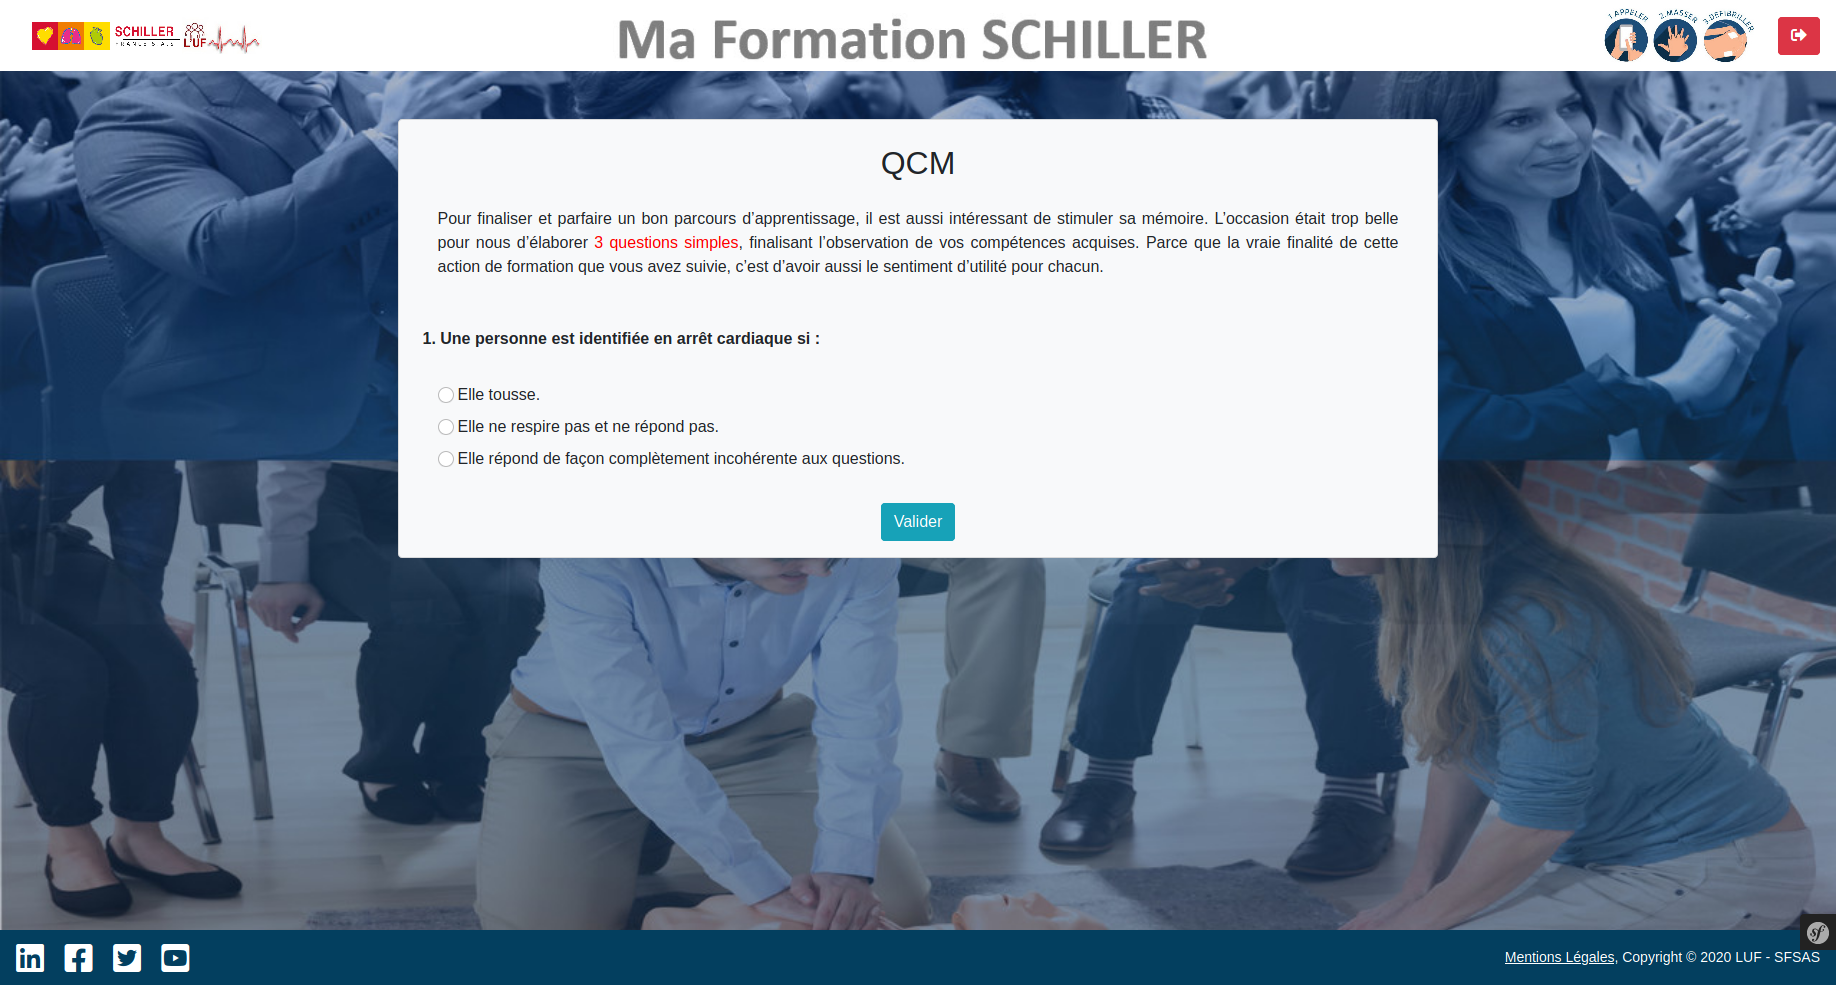 SCHILLER
FRANCE S.A.S
LUF
Ma Formation SCHILLER
1.APPELER
2.MASSER
3.DEFIBRILLER
QCM
Pour finaliser et parfaire un bon parcours d’apprentissage, il est aussi intéressant de stimuler sa mémoire. L’occasion était trop belle
pour nous d’élaborer 3 questions simples, finalisant l’observation de vos compétences acquises. Parce que la vraie finalité de cette
action de formation que vous avez suivie, c’est d’avoir aussi le sentiment d’utilité pour chacun.
1. Une personne est identifiée en arrêt cardiaque si :
Elle tousse.
Elle ne respire pas et ne répond pas.
Elle répond de façon complètement incohérente aux questions.
Valider
Mentions Légales, Copyright © 2020 LUF - SFSAS